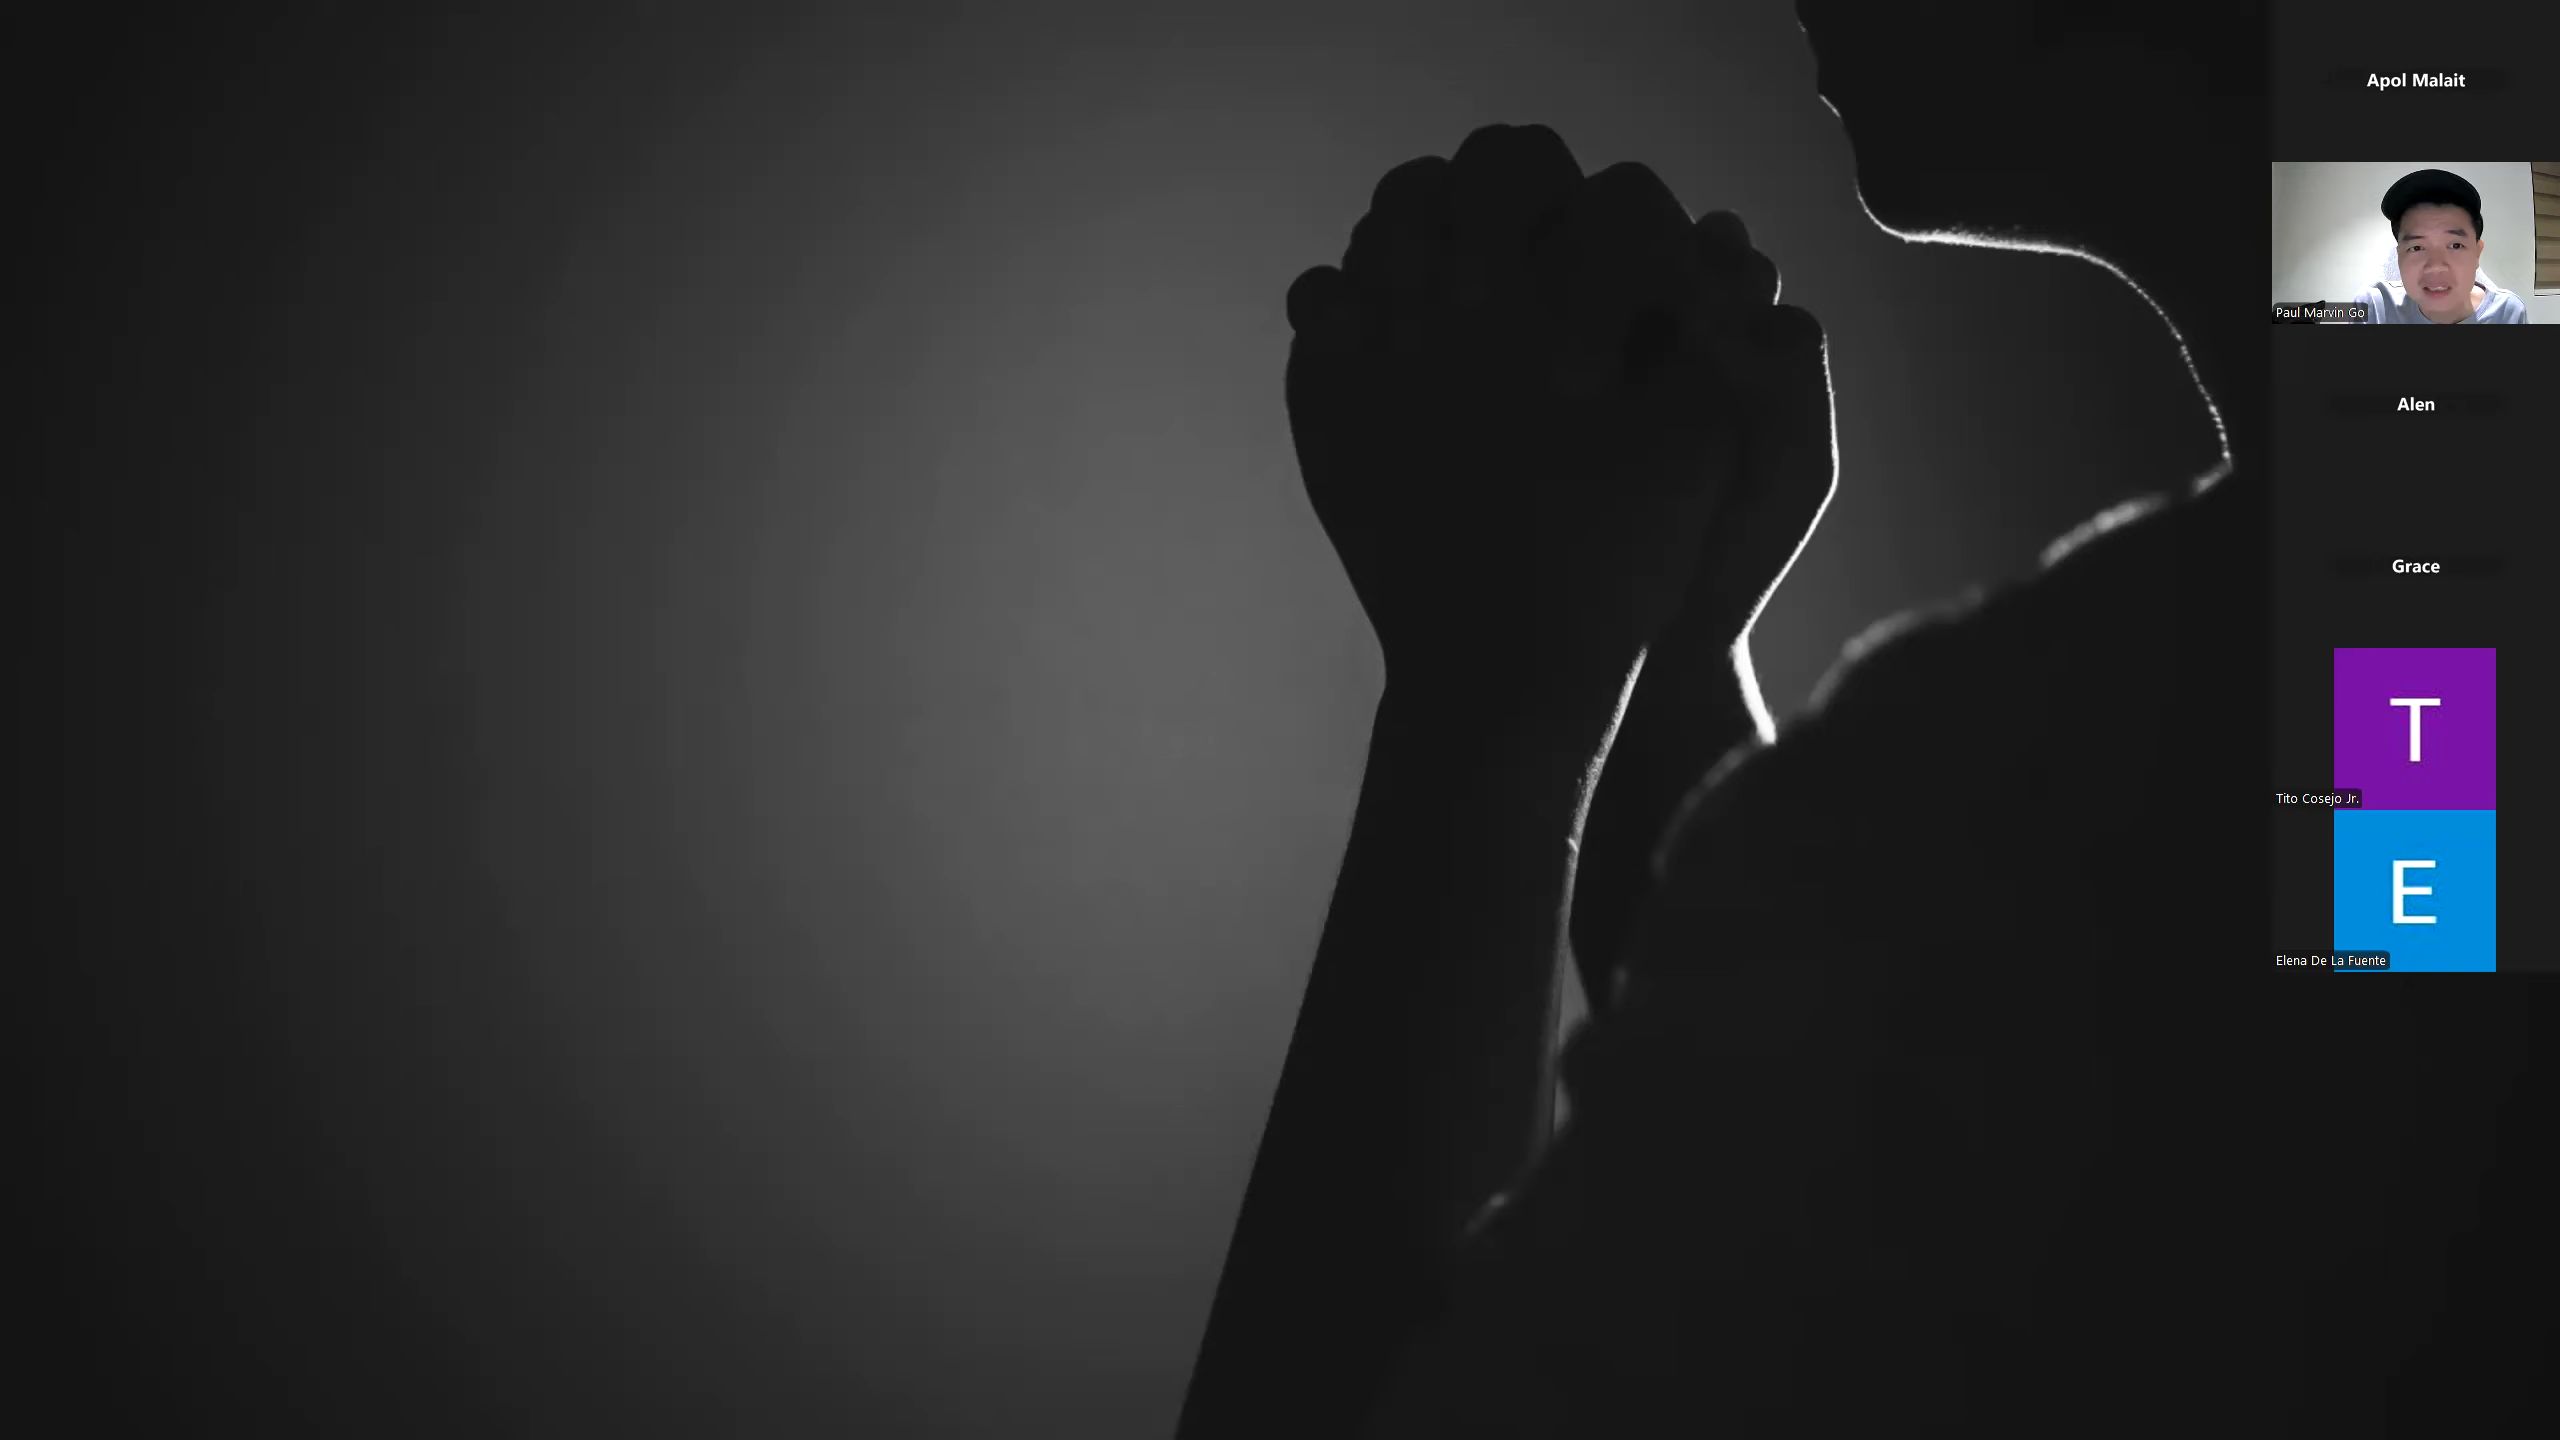 Apol Malait
Paul Marvin Go
Alen
Grace
T
Tito Cosejo Jr.
E
Elena De La Fuente